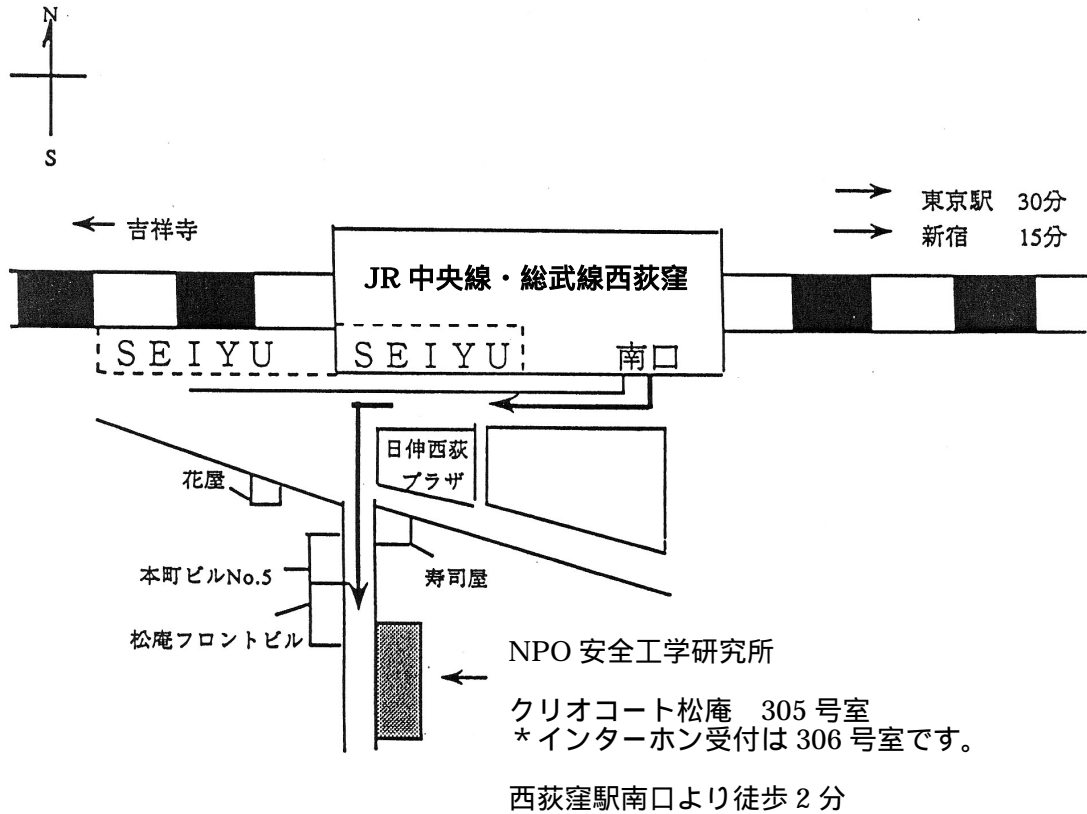 N
S
東京駅 30分
← 吉祥寺
新宿 15分
JR 中央線・総武線西荻窪
SEIYU
SEIYU
南口
日伸西荻
プラザ
花屋
本町ビルNo.5
寿司屋
松庵フロントビル
NPO 安全工学研究所
クリオコート松庵 305 号室
*インターホン受付は 306 号室です。
西荻窪駅南口より徒歩 2 分